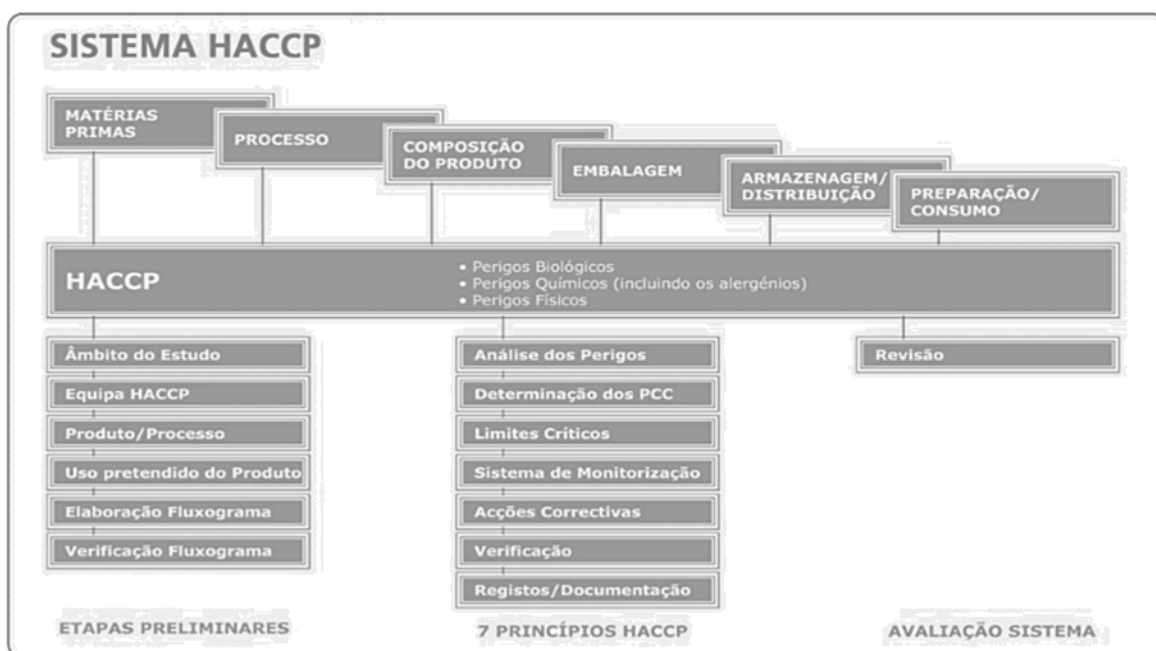 SISTEMA HACCP
MATÉRIAS
PRIMAS
PROCESSO
COMPOSIÇÃO
DO PRODUTO
EMBALAGEM
ARMAZENAGEM/
DISTRIBUIÇÃO
PREPARAÇÃO/
CONSUMO
HACCP
• Perigos Biológicos
• Perigos Químicos (incluindo os alergénios)
• Perigos Físicos
Âmbito do Estudo
Equipa HACCP
Produto/Processo
Uso pretendido do Produto
Elaboração Fluxograma
Verificação Fluxograma
ETAPAS PRELIMINARES
Análise dos Perigos
Determinação dos PCC
Limites Críticos
Sistema de Monitorização
Acções Correctivas
Verificação
Registos/Documentação
7 PRINCÍPIOS HACCP
Revisão
AVALIAÇÃO SISTEMA